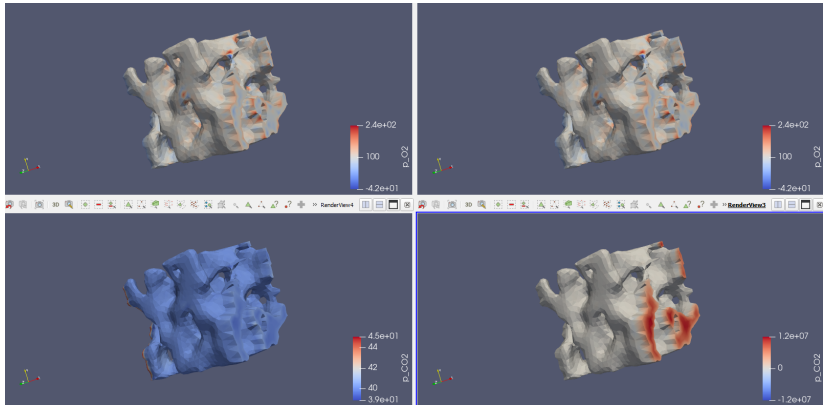 2.4e+02
100
-4.2e+01
p_O2
2.4e+02
100
-4.2e+01
p_O2
3D
RenderView4
3D
RenderView3
4.5e+01
44
42
40
3.9e+01
p_CO2
1.2e+07
0
-1.2e+07
p_CO2